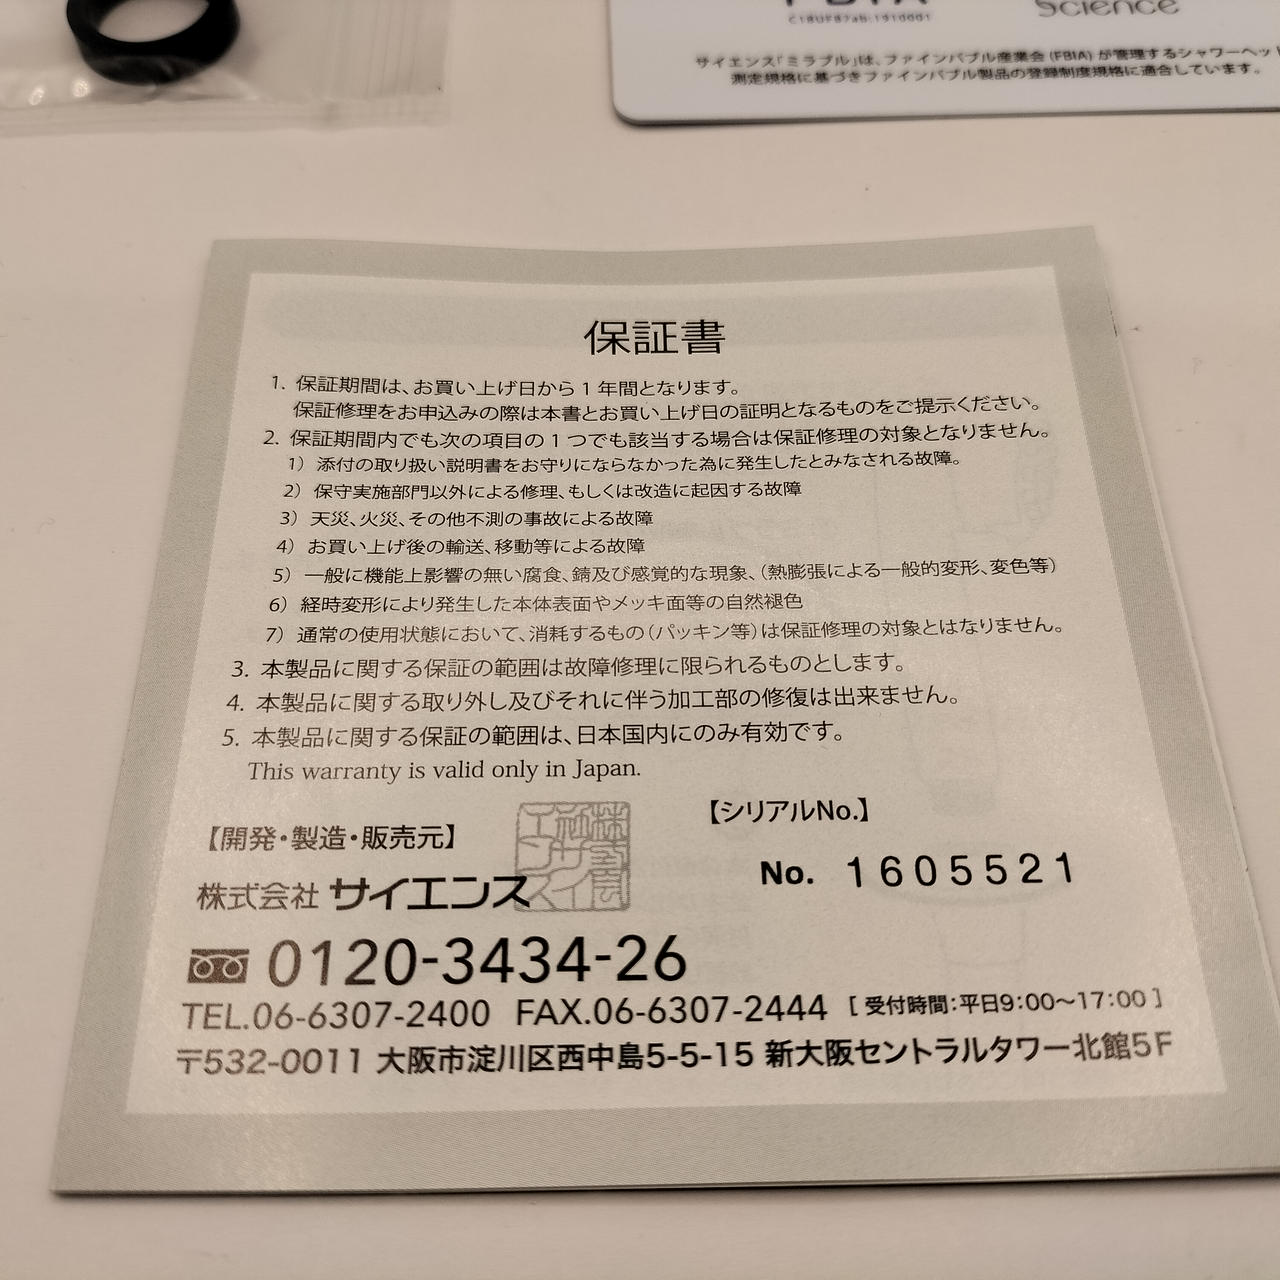 Science
サイエンス「ミラブル」は、ファインバブル産業会(FBIA)が管理するシャワーヘッド
測定規格に基づきファインバブル製品の登録制度規格に適合しています。
保証書
1. 保証期間は、お買い上げ日から1年間となります。
保証修理をお申込みの際は本書とお買い上げ日の証明となるものをご提示ください。
2. 保証期間内でも次の項目の1つでも該当する場合は保証修理の対象となりません。
1) 添付の取り扱い説明書をお守りにならなかった為に発生したとみなされる故障。
2) 保守実施部門以外による修理、もしくは改造に起因する故障
3) 天災、火災、その他不測の事故による故障
4) お買い上げ後の輸送、移動等による故障
5) 一般に機能上影響の無い腐食、錆及び感覚的な現象、(熱膨張による一般的変形、変色等)
6) 経時変形により発生した本体表面やメッキ面等の自然褪色
7) 通常の使用状態において、消耗するもの(パッキン等)は保証修理の対象とはなりません。
3. 本製品に関する保証の範囲は故障修理に限られるものとします。
4. 本製品に関する取り外し及びそれに伴う加工部の修復は出来ません。
5. 本製品に関する保証の範囲は、日本国内にのみ有効です。
This warranty is valid only in Japan.
【開発・製造・販売元】
株式会社 サイエンス
【シリアルNo.】
No. 1605521
0120-3434-26
TEL.06-6307-2400 FAX.06-6307-2444 [ 受付時間:平日9:00〜17:00 ]
〒532-0011 大阪市淀川区西中島5-5-15 新大阪セントラルタワー北館5F